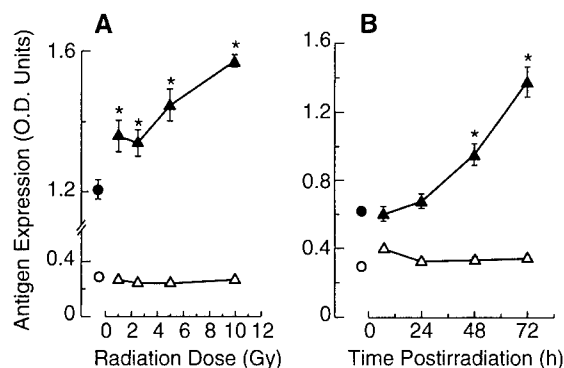 A
Antigen Expression (O.D. Units)
1.6
1.2
0.4
0
0 2 4 6 8 10 12
Radiation Dose (Gy)
* * * *
B
1.6
1.2
0.8
0.4
0
0 24 48 72
Time Postirradiation (h)
* *